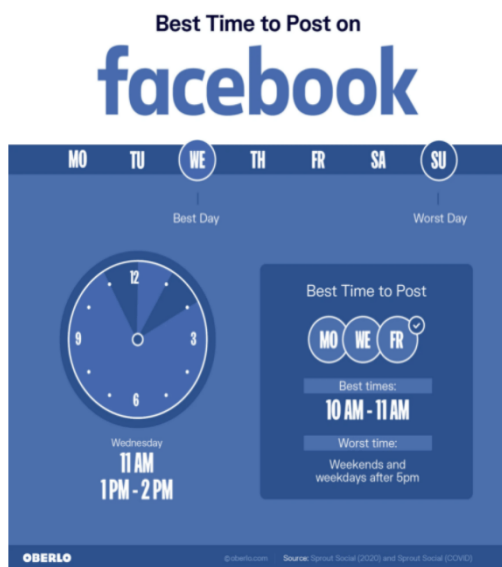 Best Time to Post on
facebook
MO TU WE TH FR SA SU
Best Day Worst Day
12
3
6
9
Wednesday
11 AM
1 PM - 2 PM
Best Time to Post
MO WE FR
Best times:
10 AM - 11 AM
Worst time:
Weekends and
weekdays after 5pm
OBERLO ©oberlo.com Source: Sprout Social (2020) and Sprout Social (COVID)